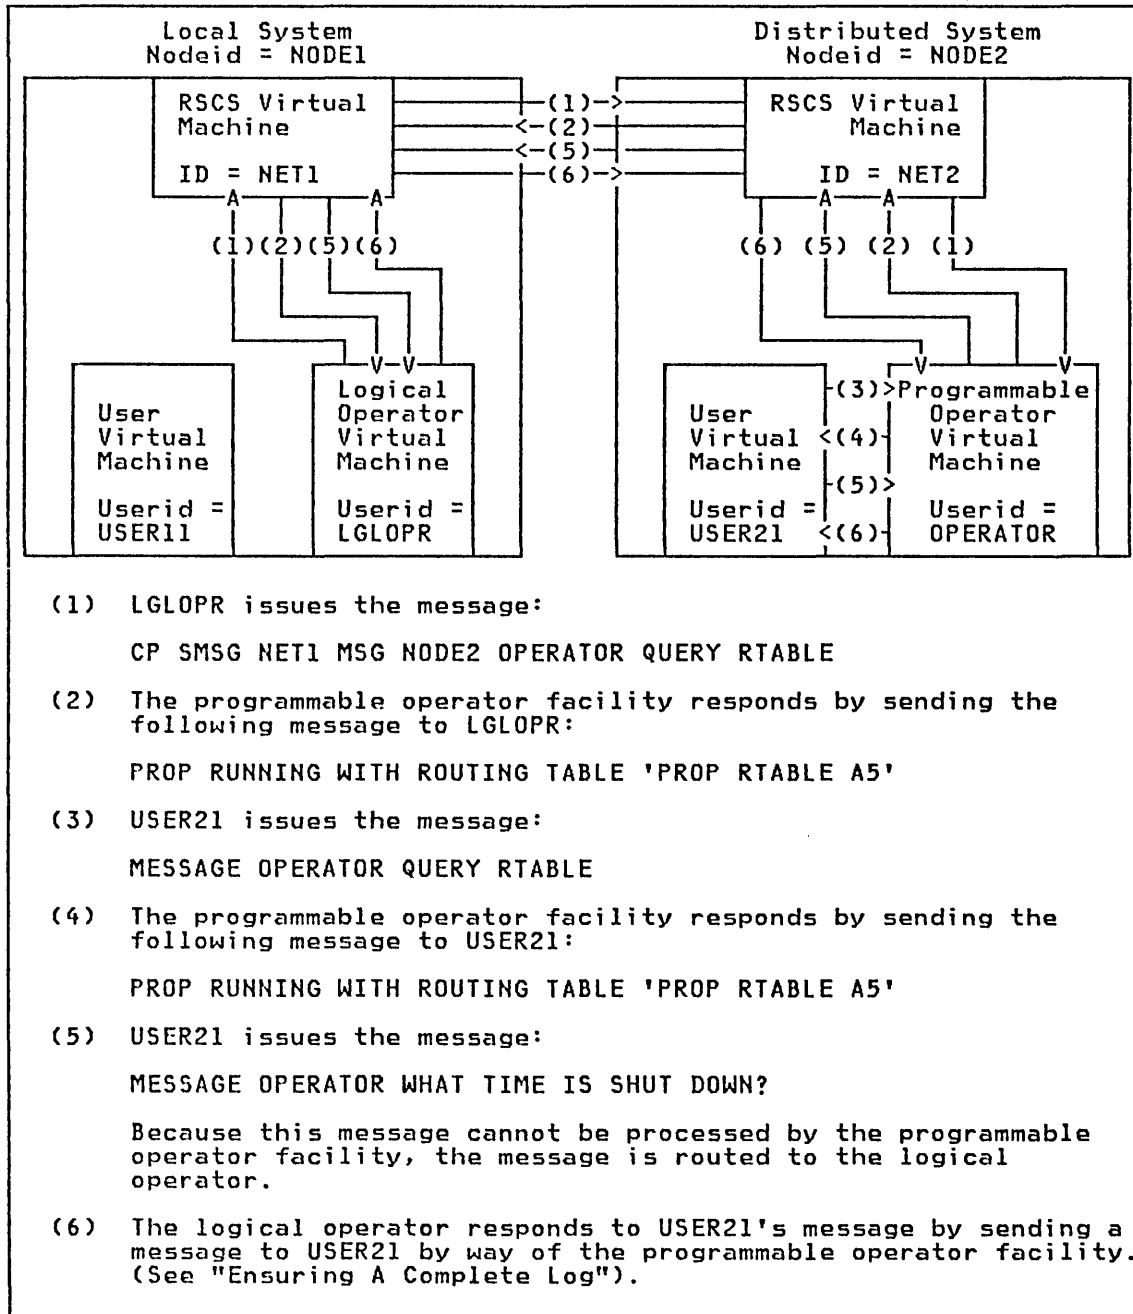 Local System
Nodeid = NODE1
Distributed System
Nodeid = NODE2
RSCS Virtual
Machine
ID = NET1
RSCS Virtual
Machine
ID = NET2
(1)->
<-(2)
<-(5)
(6)->
A A
A A
(1)(2)(5)(6)
(6) (5) (2) (1)
V V
V V
User
Virtual
Machine
Userid =
USER11
Logical
Operator
Virtual
Machine
Userid =
LGLOPR
User
Virtual
Machine
Userid =
USER21
(3)>
<(4)
(5)>
<(6)
Programmable
Operator
Virtual
Machine
Userid =
OPERATOR
(1) LGLOPR issues the message:
CP SMSG NET1 MSG NODE2 OPERATOR QUERY RTABLE
(2) The programmable operator facility responds by sending the
following message to LGLOPR:
PROP RUNNING WITH ROUTING TABLE 'PROP RTABLE A5'
(3) USER21 issues the message:
MESSAGE OPERATOR QUERY RTABLE
(4) The programmable operator facility responds by sending the
following message to USER21:
PROP RUNNING WITH ROUTING TABLE 'PROP RTABLE A5'
(5) USER21 issues the message:
MESSAGE OPERATOR WHAT TIME IS SHUT DOWN?
Because this message cannot be processed by the programmable
operator facility, the message is routed to the logical
operator.
(6) The logical operator responds to USER21's message by sending a
message to USER21 by way of the programmable operator facility.
(See "Ensuring A Complete Log").